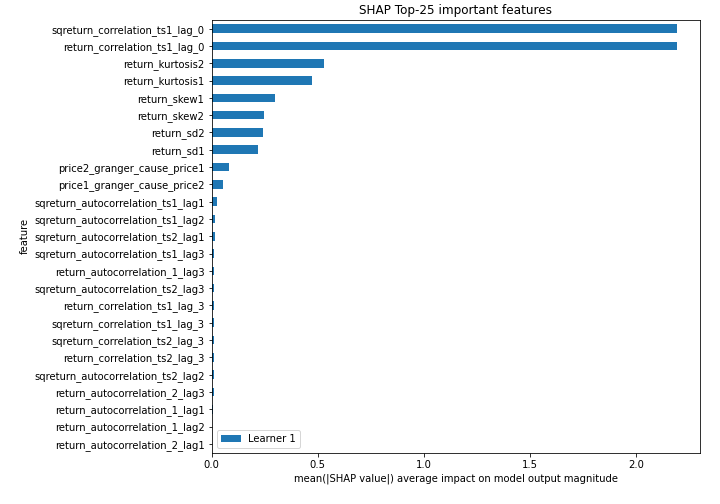 SHAP Top-25 important features
sqreturn_correlation_ts1_lag_0
return_correlation_ts1_lag_0
return_kurtosis2
return_kurtosis1
return_skew1
return_skew2
return_sd2
return_sd1
price2_granger_cause_price1
price1_granger_cause_price2
sqreturn_autocorrelation_ts1_lag1
sqreturn_autocorrelation_ts1_lag2
sqreturn_autocorrelation_ts2_lag1
sqreturn_autocorrelation_ts1_lag3
return_autocorrelation_1_lag3
sqreturn_autocorrelation_ts2_lag3
return_correlation_ts1_lag_3
sqreturn_correlation_ts1_lag_3
sqreturn_correlation_ts2_lag_3
return_correlation_ts2_lag_3
sqreturn_autocorrelation_ts2_lag2
return_autocorrelation_2_lag3
return_autocorrelation_1_lag1
return_autocorrelation_1_lag2
return_autocorrelation_2_lag1
feature
Learner 1
0.0 0.5 1.0 1.5 2.0
mean(|SHAP value|) average impact on model output magnitude